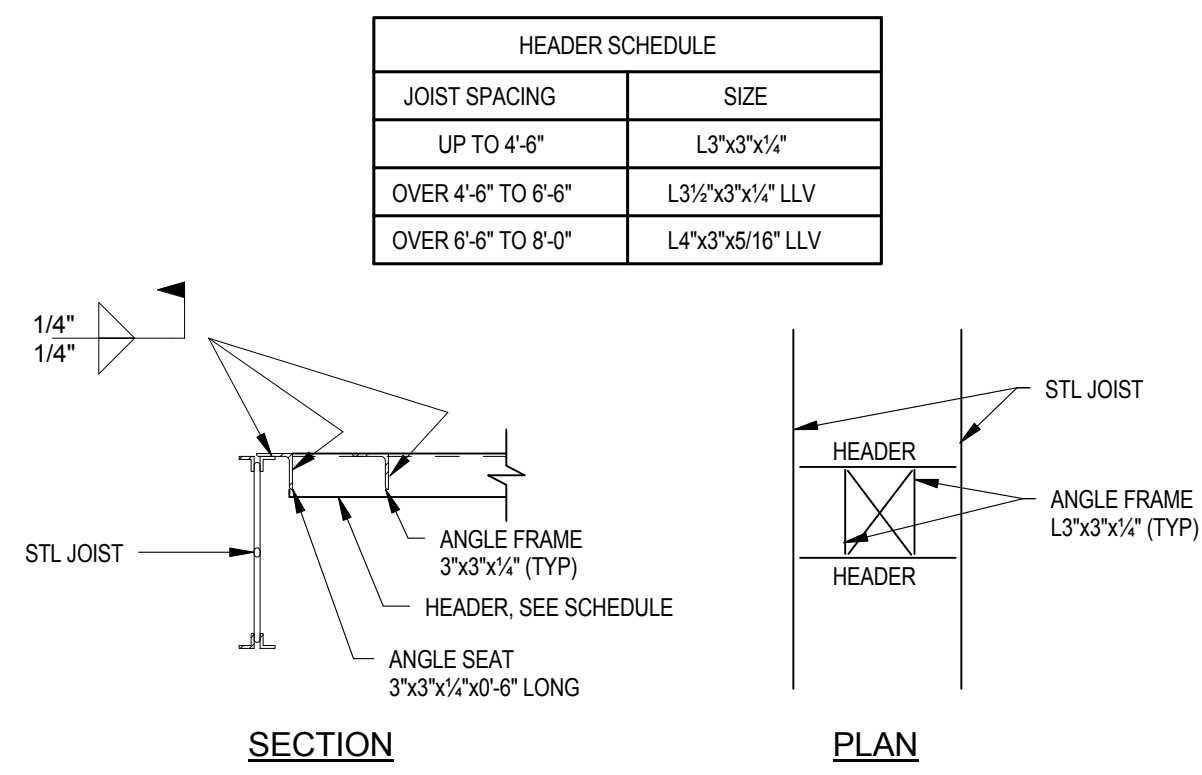 HEADER SCHEDULE
JOIST SPACING SIZE
UP TO 4'-6" L3"x3"x¼"
OVER 4'-6" TO 6'-6" L3½"x3"x¼" LLV
OVER 6'-6" TO 8'-0" L4"x3"x5/16" LLV
1/4"
1/4"
STL JOIST
ANGLE FRAME
3"x3"x¼" (TYP)
HEADER, SEE SCHEDULE
ANGLE SEAT
3"x3"x¼"x0'-6" LONG
SECTION
STL JOIST
HEADER
ANGLE FRAME
L3"x3"x¼" (TYP)
HEADER
PLAN